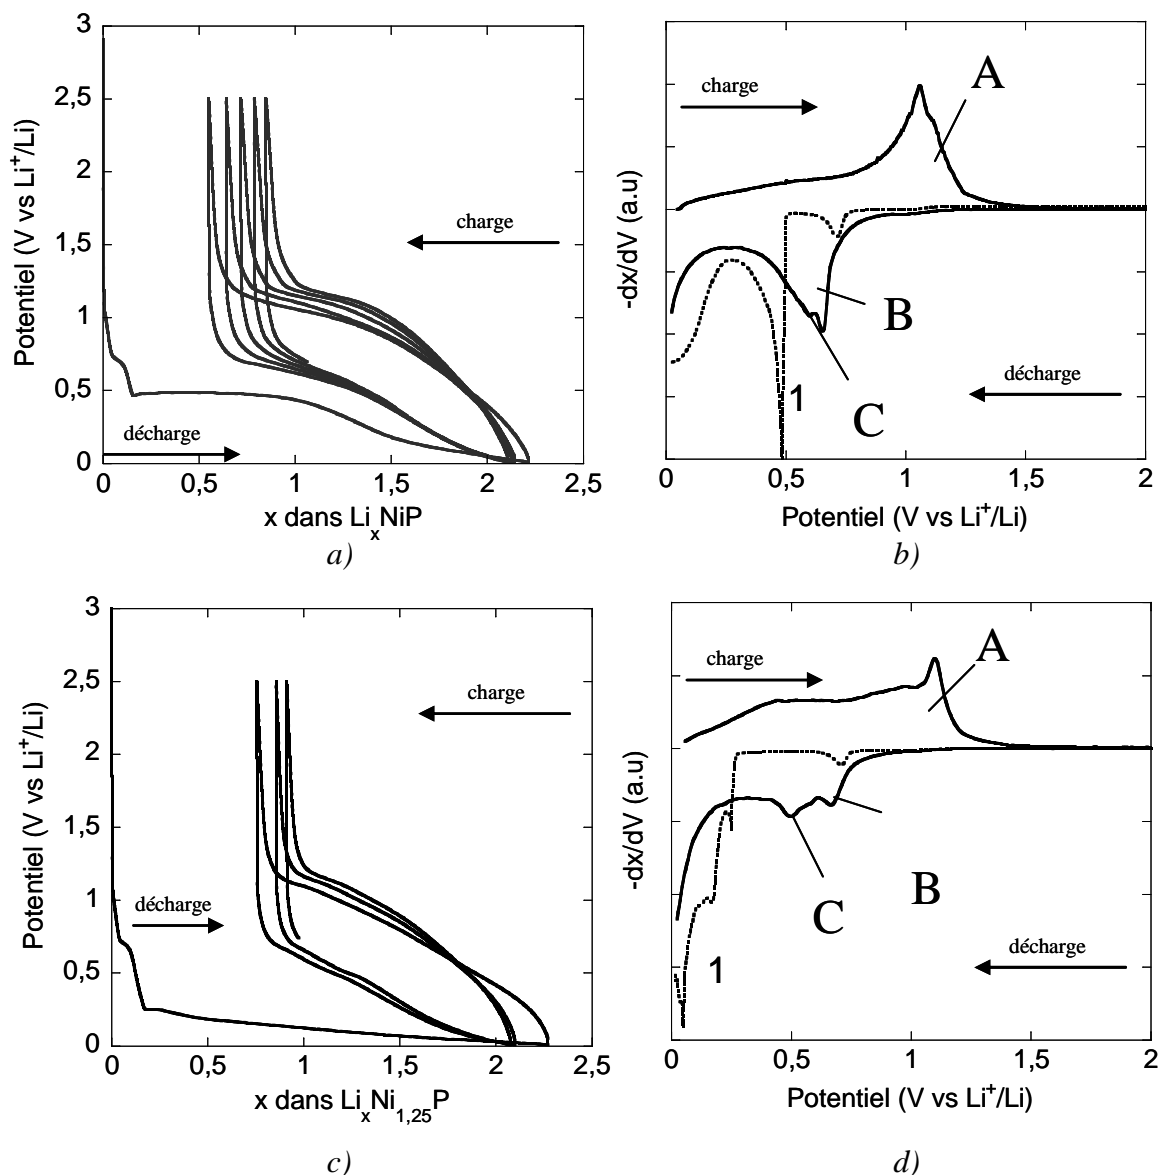 3
2,5
2
1,5
1
0,5
0
Potentiel (V vs Li⁺/Li)
charge
décharge
0
0,5
1
1,5
2
2,5
x dans LiₓNiP
a)
-dx/dV (a.u)
charge
A
B
C
1
décharge
0
0,5
1
1,5
2
Potentiel (V vs Li⁺/Li)
b)
3
2,5
2
1,5
1
0,5
0
Potentiel (V vs Li⁺/Li)
charge
décharge
0
0,5
1
1,5
2
2,5
x dans LiₓNi₁,₂₅P
c)
-dx/dV (a.u)
charge
A
B
C
1
décharge
0
0,5
1
1,5
2
Potentiel (V vs Li⁺/Li)
d)